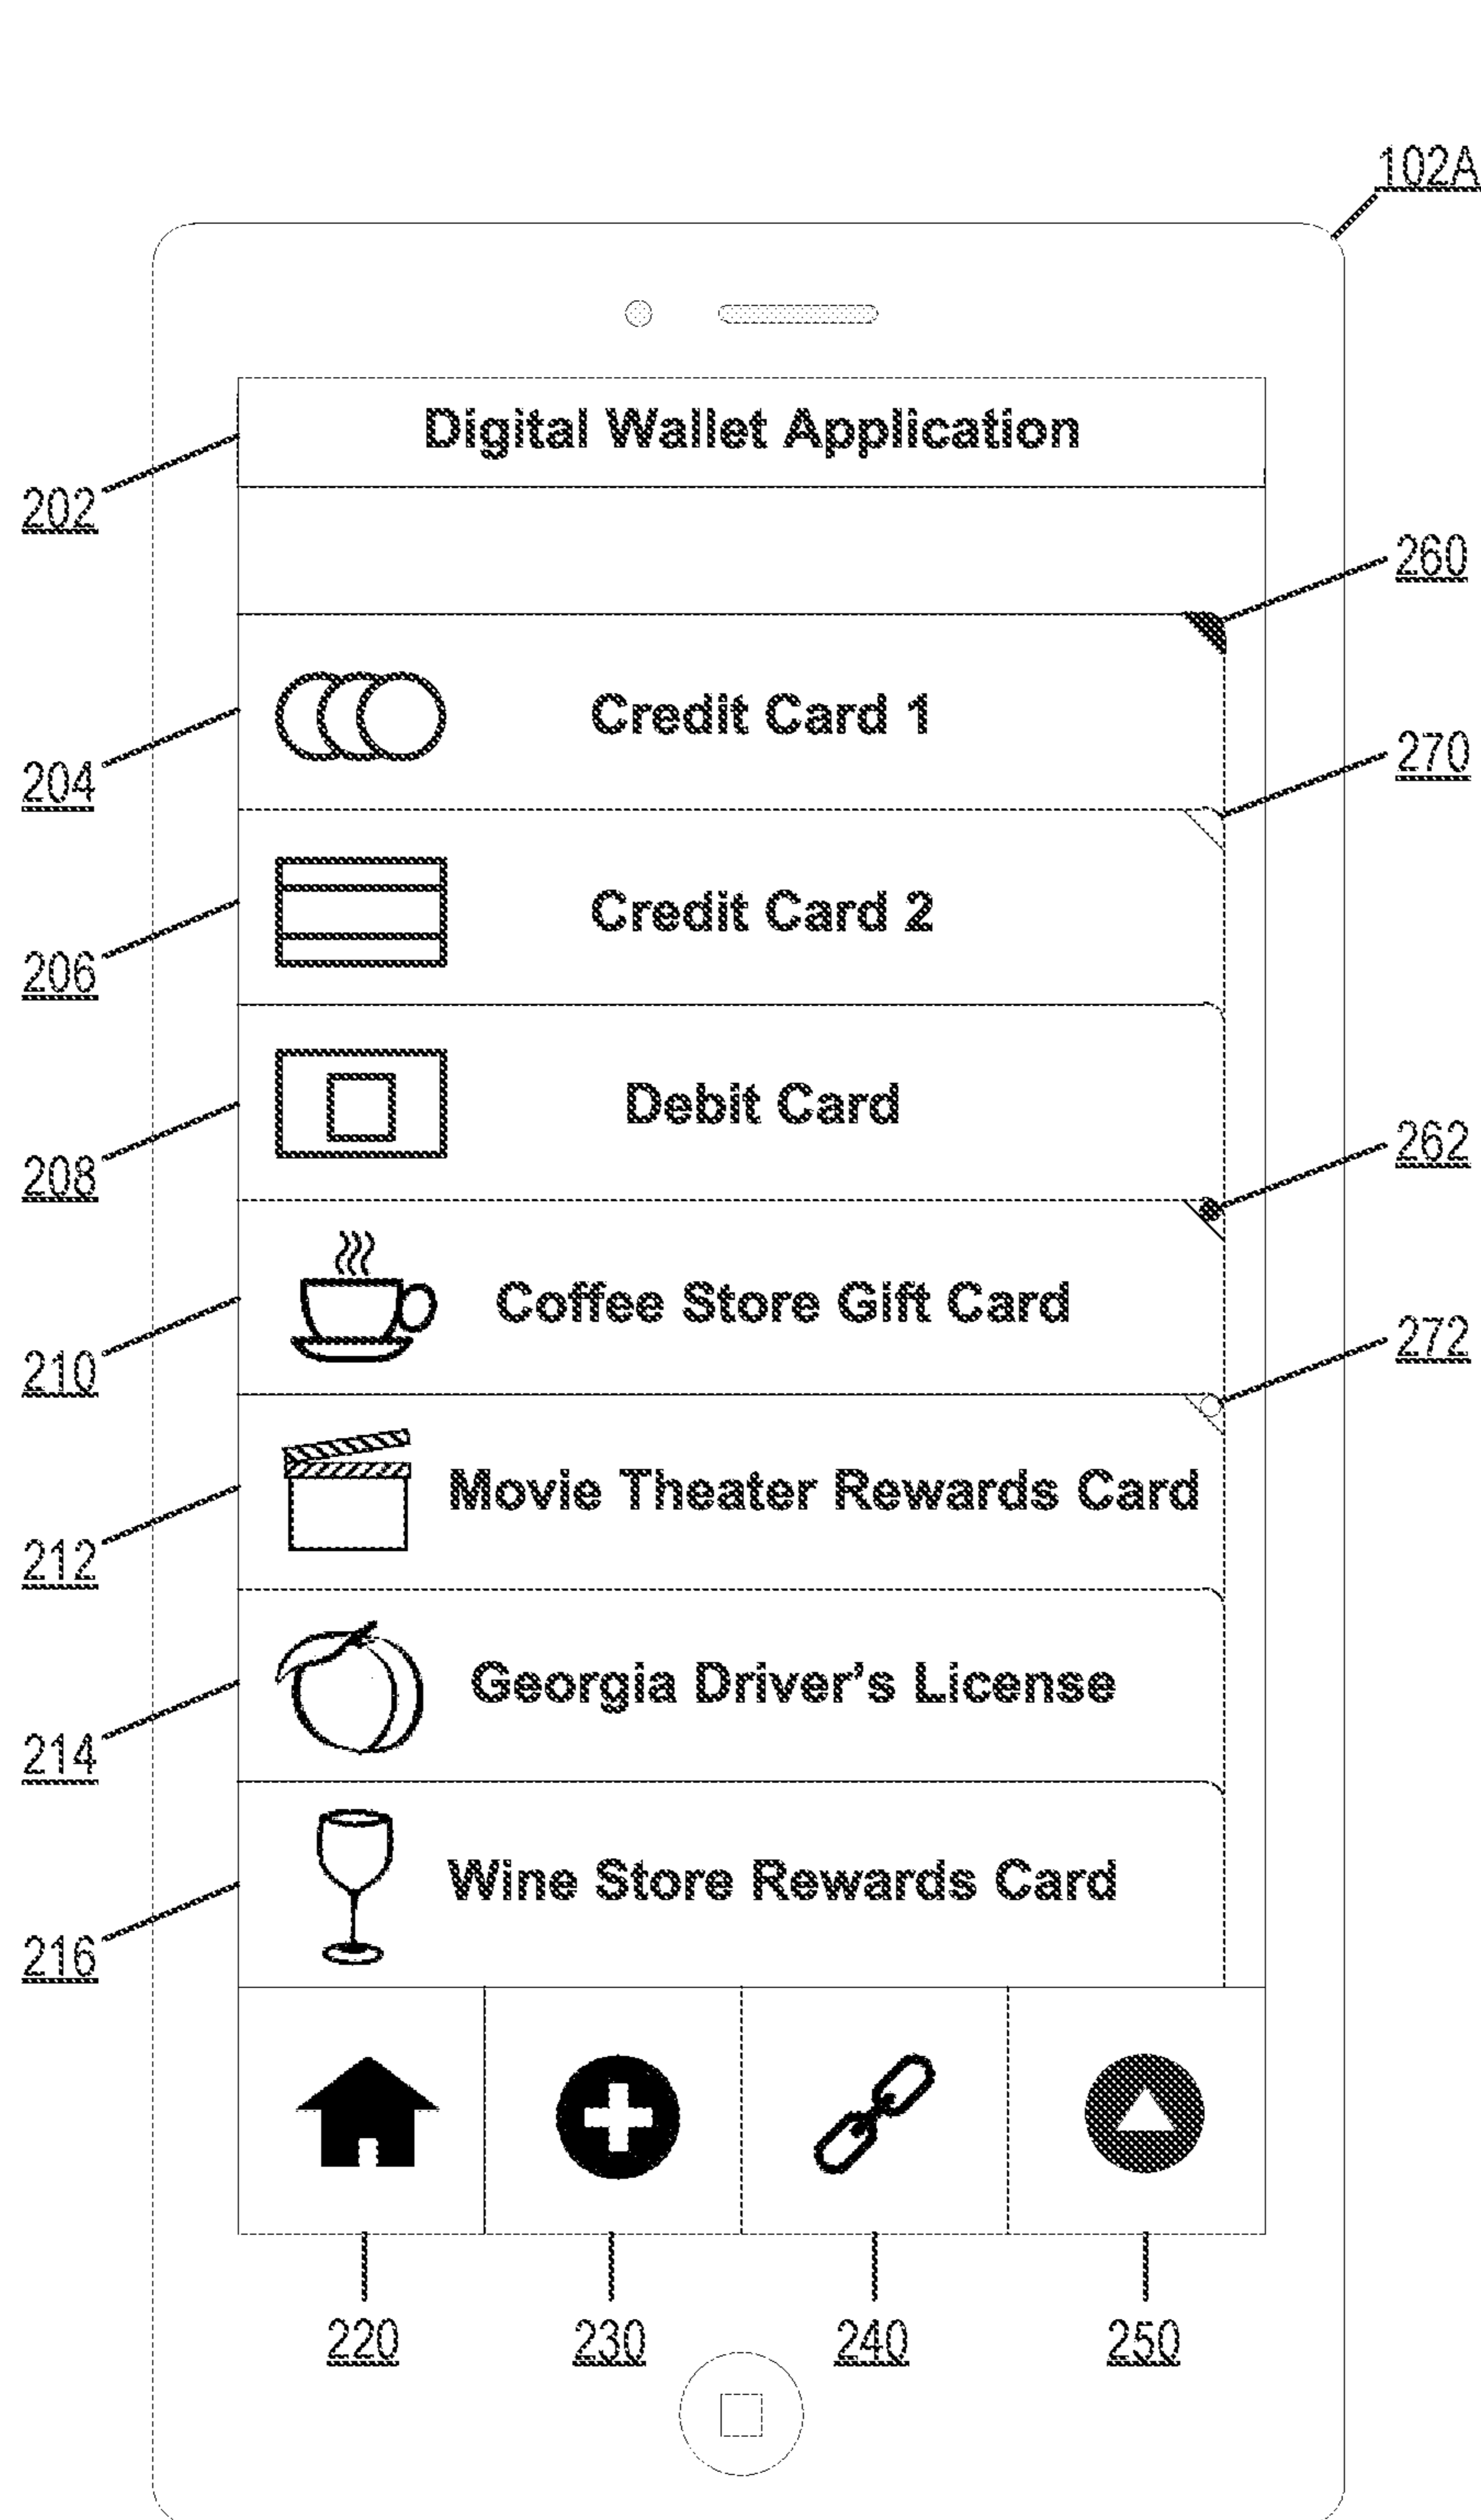 102A
Digital Wallet Application
202
260
Credit Card 1
204
270
Credit Card 2
206
Debit Card
208
262
Coffee Store Gift Card
210
272
Movie Theater Rewards Card
212
Georgia Driver's License
214
Wine Store Rewards Card
216
220 230 240 250